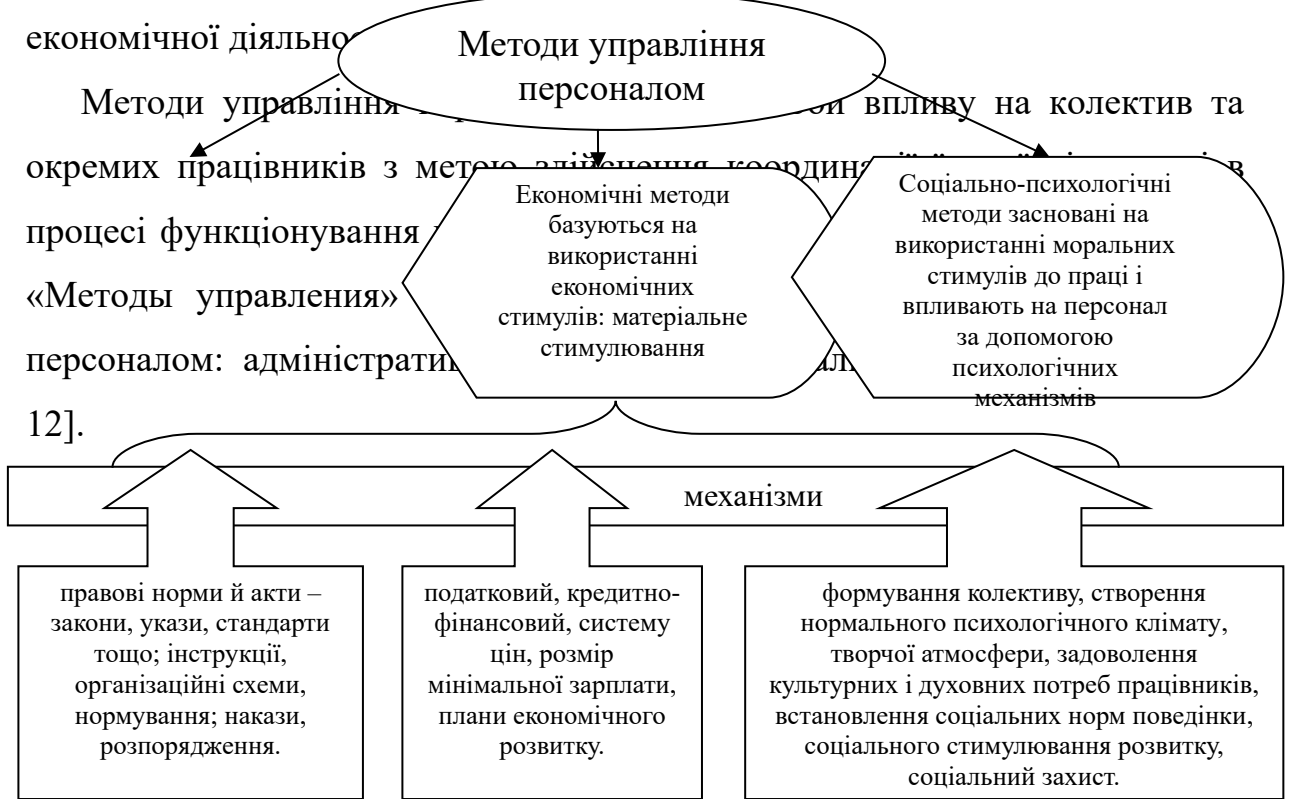 економічної діяльнос
Методи управління
персоналом
Методи управління впливу на колектив та
окремих працівників з метою здійснення
процесі функціонування
«Методы управления»
персоналом:
12].
Економічні методи
базуються на
використанні
економічних
стимулів: матеріальне
стимулювання
Соціально-психологічні
методи засновані на
використанні моральних
стимулів до праці і
впливають на персонал
за допомогою
психологічних
механізмів
механізми
правові норми й акти –
закони, укази, стандарти
тощо; інструкції,
організаційні схеми,
нормування; накази,
розпорядження.
податковий, кредитно-
фінансовий, систему
цін, розмір
мінімальної зарплати,
плани економічного
розвитку.
формування колективу, створення
нормального психологічного клімату,
творчої атмосфери, задоволення
культурних і духовних потреб працівників,
встановлення соціальних норм поведінки,
соціального стимулювання розвитку,
соціальний захист.